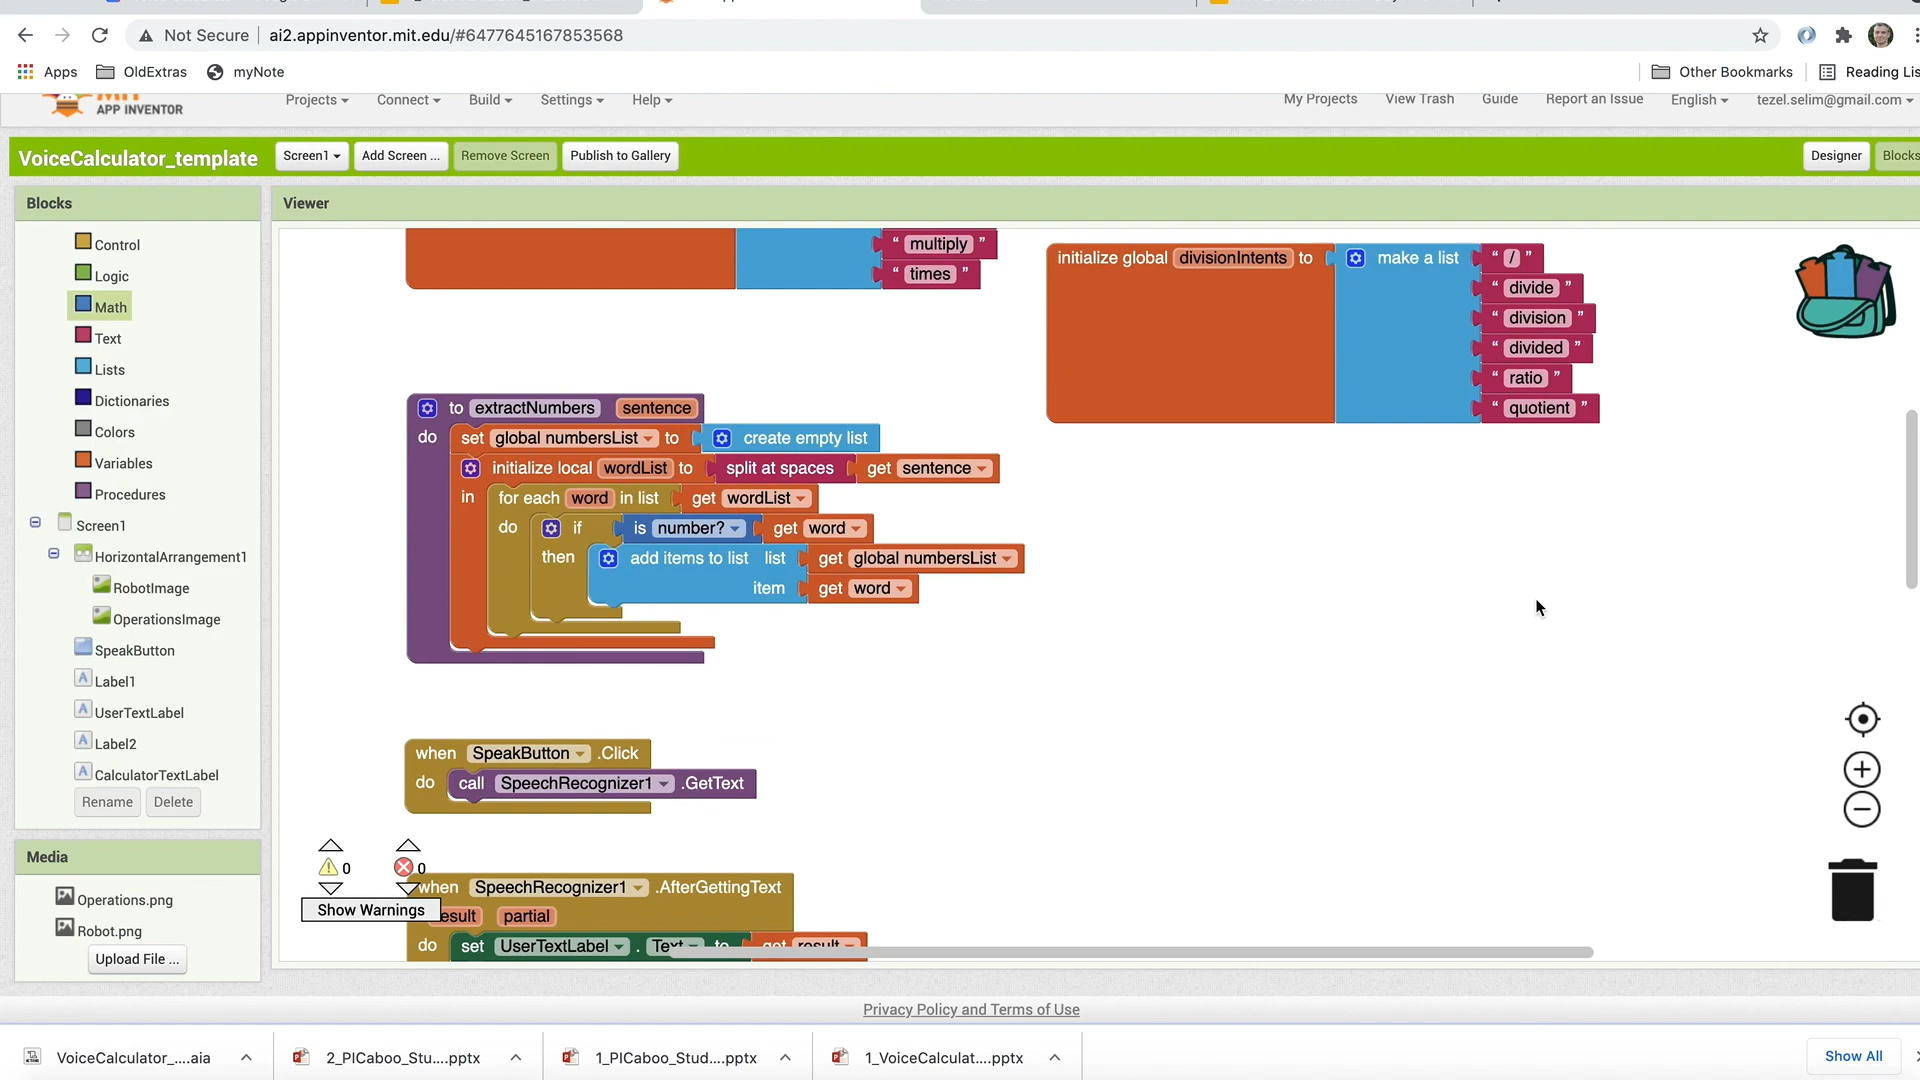 Not Secure | ai2.appinventor.mit.edu/#6477645167853568
Apps OldExtras myNote Other Bookmarks Reading Lis
MIT
APP INVENTOR
Projects Connect Build Settings Help My Projects View Trash Guide Report an Issue English tezel.selim@gmail.com
VoiceCalculator_template Screen1 Add Screen ... Remove Screen Publish to Gallery Designer Blocks
Blocks
Viewer
Control
Logic
Math
Text
Lists
Dictionaries
Colors
Variables
Procedures
Screen1
HorizontalArrangement1
RobotImage
OperationsImage
SpeakButton
Label1
UserTextLabel
Label2
CalculatorTextLabel
Rename Delete
Media
Operations.png
Robot.png
Upload File ...
“ multiply ”
“ times ”
initialize global divisionIntents to make a list “ / ”
“ divide ”
“ division ”
“ divided ”
“ ratio ”
“ quotient ”
to extractNumbers sentence
do set global numbersList to create empty list
initialize local wordList to split at spaces get sentence
in for each word in list get wordList
do if is number? get word
then add items to list list get global numbersList
item get word
when SpeakButton .Click
do call SpeechRecognizer1 .GetText
when SpeechRecognizer1 .AfterGettingText
esult partial
do set UserTextLabel . Text to get result
0 0
Show Warnings
Privacy Policy and Terms of Use
VoiceCalculator_....aia 2_PICaboo_Stu....pptx 1_PICaboo_Stud....pptx 1_VoiceCalculat....pptx Show All